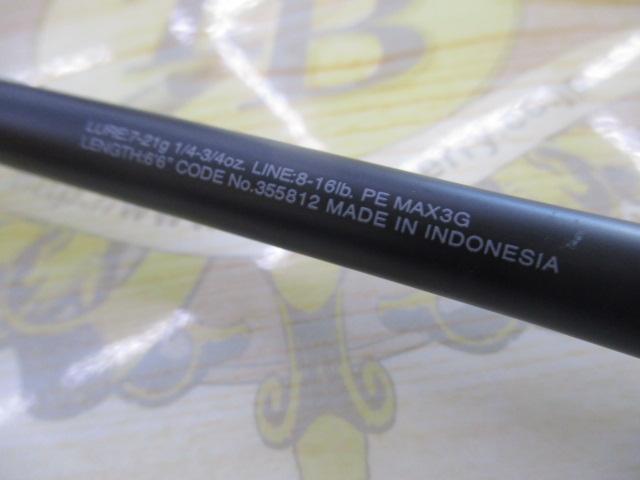 LURE:7-21g 1/4-3/4oz. LINE:8-16lb. PE MAX3G
LENGTH:6'6" CODE No.355812 MADE IN INDONESIA